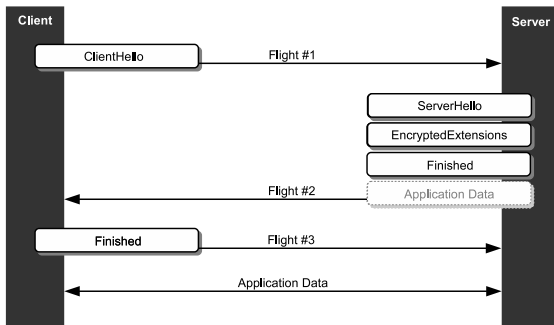 Client
Server
ClientHello
Flight #1
ServerHello
EncryptedExtensions
Finished
Flight #2
Application Data
Finished
Flight #3
Application Data